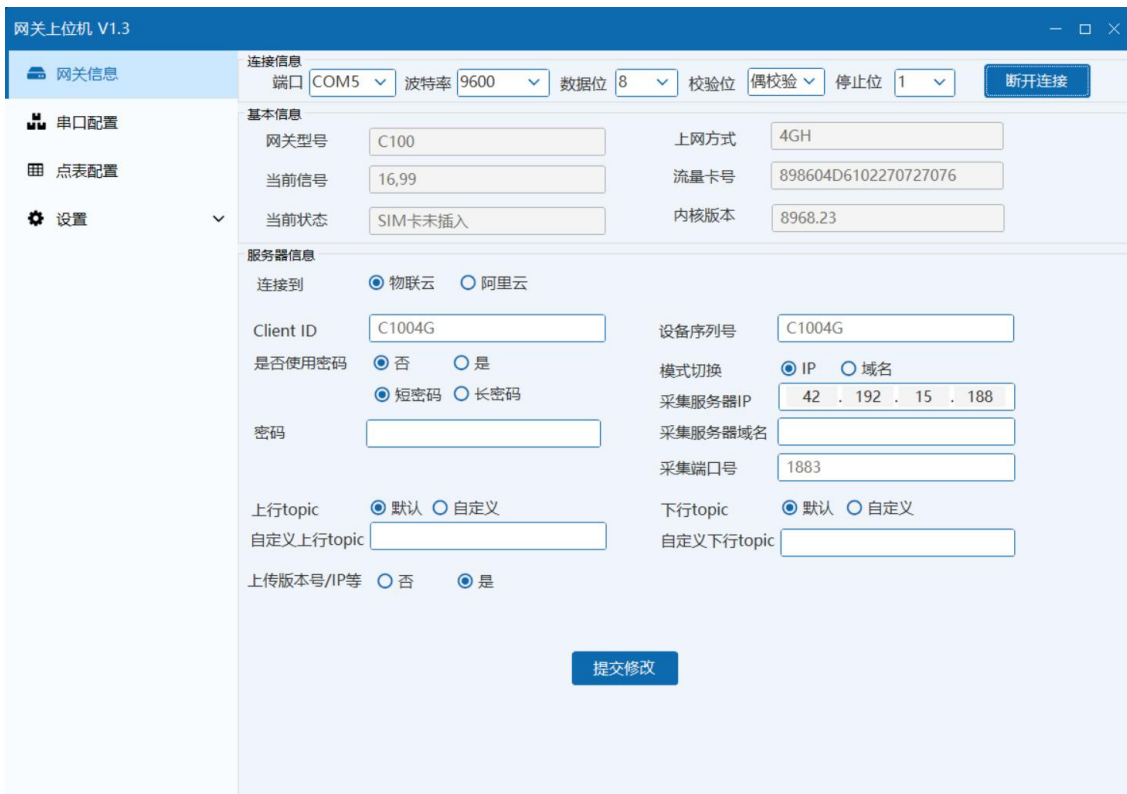 网关上位机 V1.3
网关信息
串口配置
点表配置
设置
连接信息
端口 COM5 波特率 9600 数据位 8 校验位 偶校验 停止位 1 断开连接
基本信息
网关型号 C100 上网方式 4GH
当前信号 16,99 流量卡号 898604D6102270727076
当前状态 SIM卡未插入 内核版本 8968.23
服务器信息
连接到 物联云 阿里云
Client ID C1004G 设备序列号 C1004G
是否使用密码 否 是 模式切换 IP 域名
短密码 长密码 采集服务器IP 42 . 192 . 15 . 188
密码 采集服务器域名
采集端口号 1883
上行topic 默认 自定义 下行topic 默认 自定义
自定义上行topic 自定义下行topic
上传版本号/IP等 否 是
提交修改